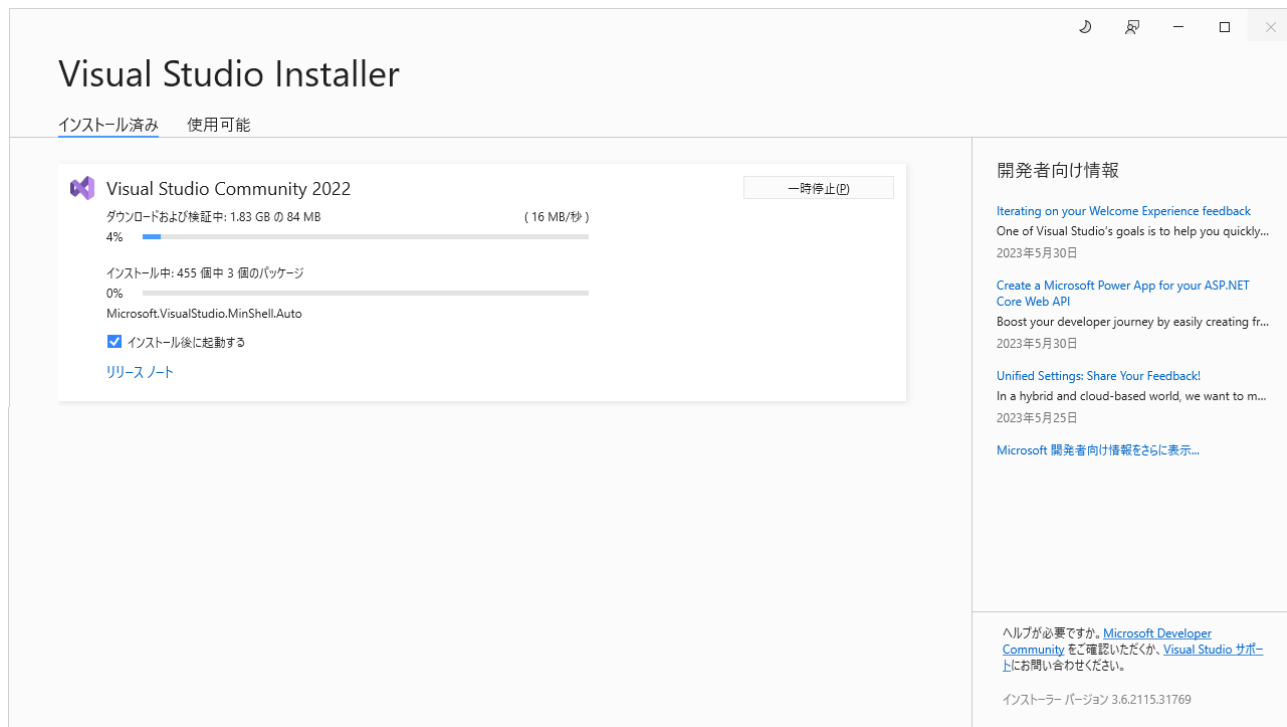 Visual Studio Installer
インストール済み
使用可能
Visual Studio Community 2022
一時停止(P)
ダウンロードおよび検証中: 1.83 GB の 84 MB
( 16 MB/秒 )
4%
インストール中: 455 個中 3 個のパッケージ
0%
Microsoft.VisualStudio.MinShell.Auto
インストール後に起動する
リリース ノート
開発者向け情報
Iterating on your Welcome Experience feedback
One of Visual Studio's goals is to help you quickly...
2023年5月30日
Create a Microsoft Power App for your ASP.NET
Core Web API
Boost your developer journey by easily creating fr...
2023年5月30日
Unified Settings: Share Your Feedback!
In a hybrid and cloud-based world, we want to m...
2023年5月25日
Microsoft 開発者向け情報をさらに表示...
ヘルプが必要ですか。Microsoft Developer
Community をご確認いただくか、Visual Studio サポー
トにお問い合わせください。
インストーラー バージョン 3.6.2115.31769